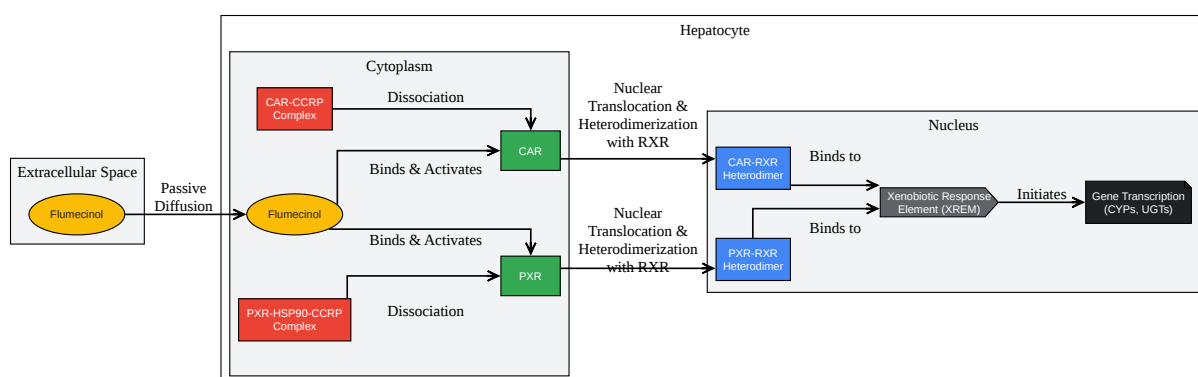 Hepatocyte
Cytoplasm
CAR-CCRP
Complex
Dissociation
Nuclear
Translocation &
Heterodimerization
with RXR
Nucleus
Extracellular Space
Flumecinol
Passive
Diffusion
Flumecinol
Binds & Activates
CAR
CAR-RXR
Heterodimer
Binds to
Xenobiotic Response
Element (XREM)
Initiates
Gene Transcription
(CYPs, UGTs)
Binds & Activates
PXR
Nuclear
Translocation &
Heterodimerization
with RXR
PXR-RXR
Heterodimer
Binds to
PXR-HSP90-CCRP
Complex
Dissociation